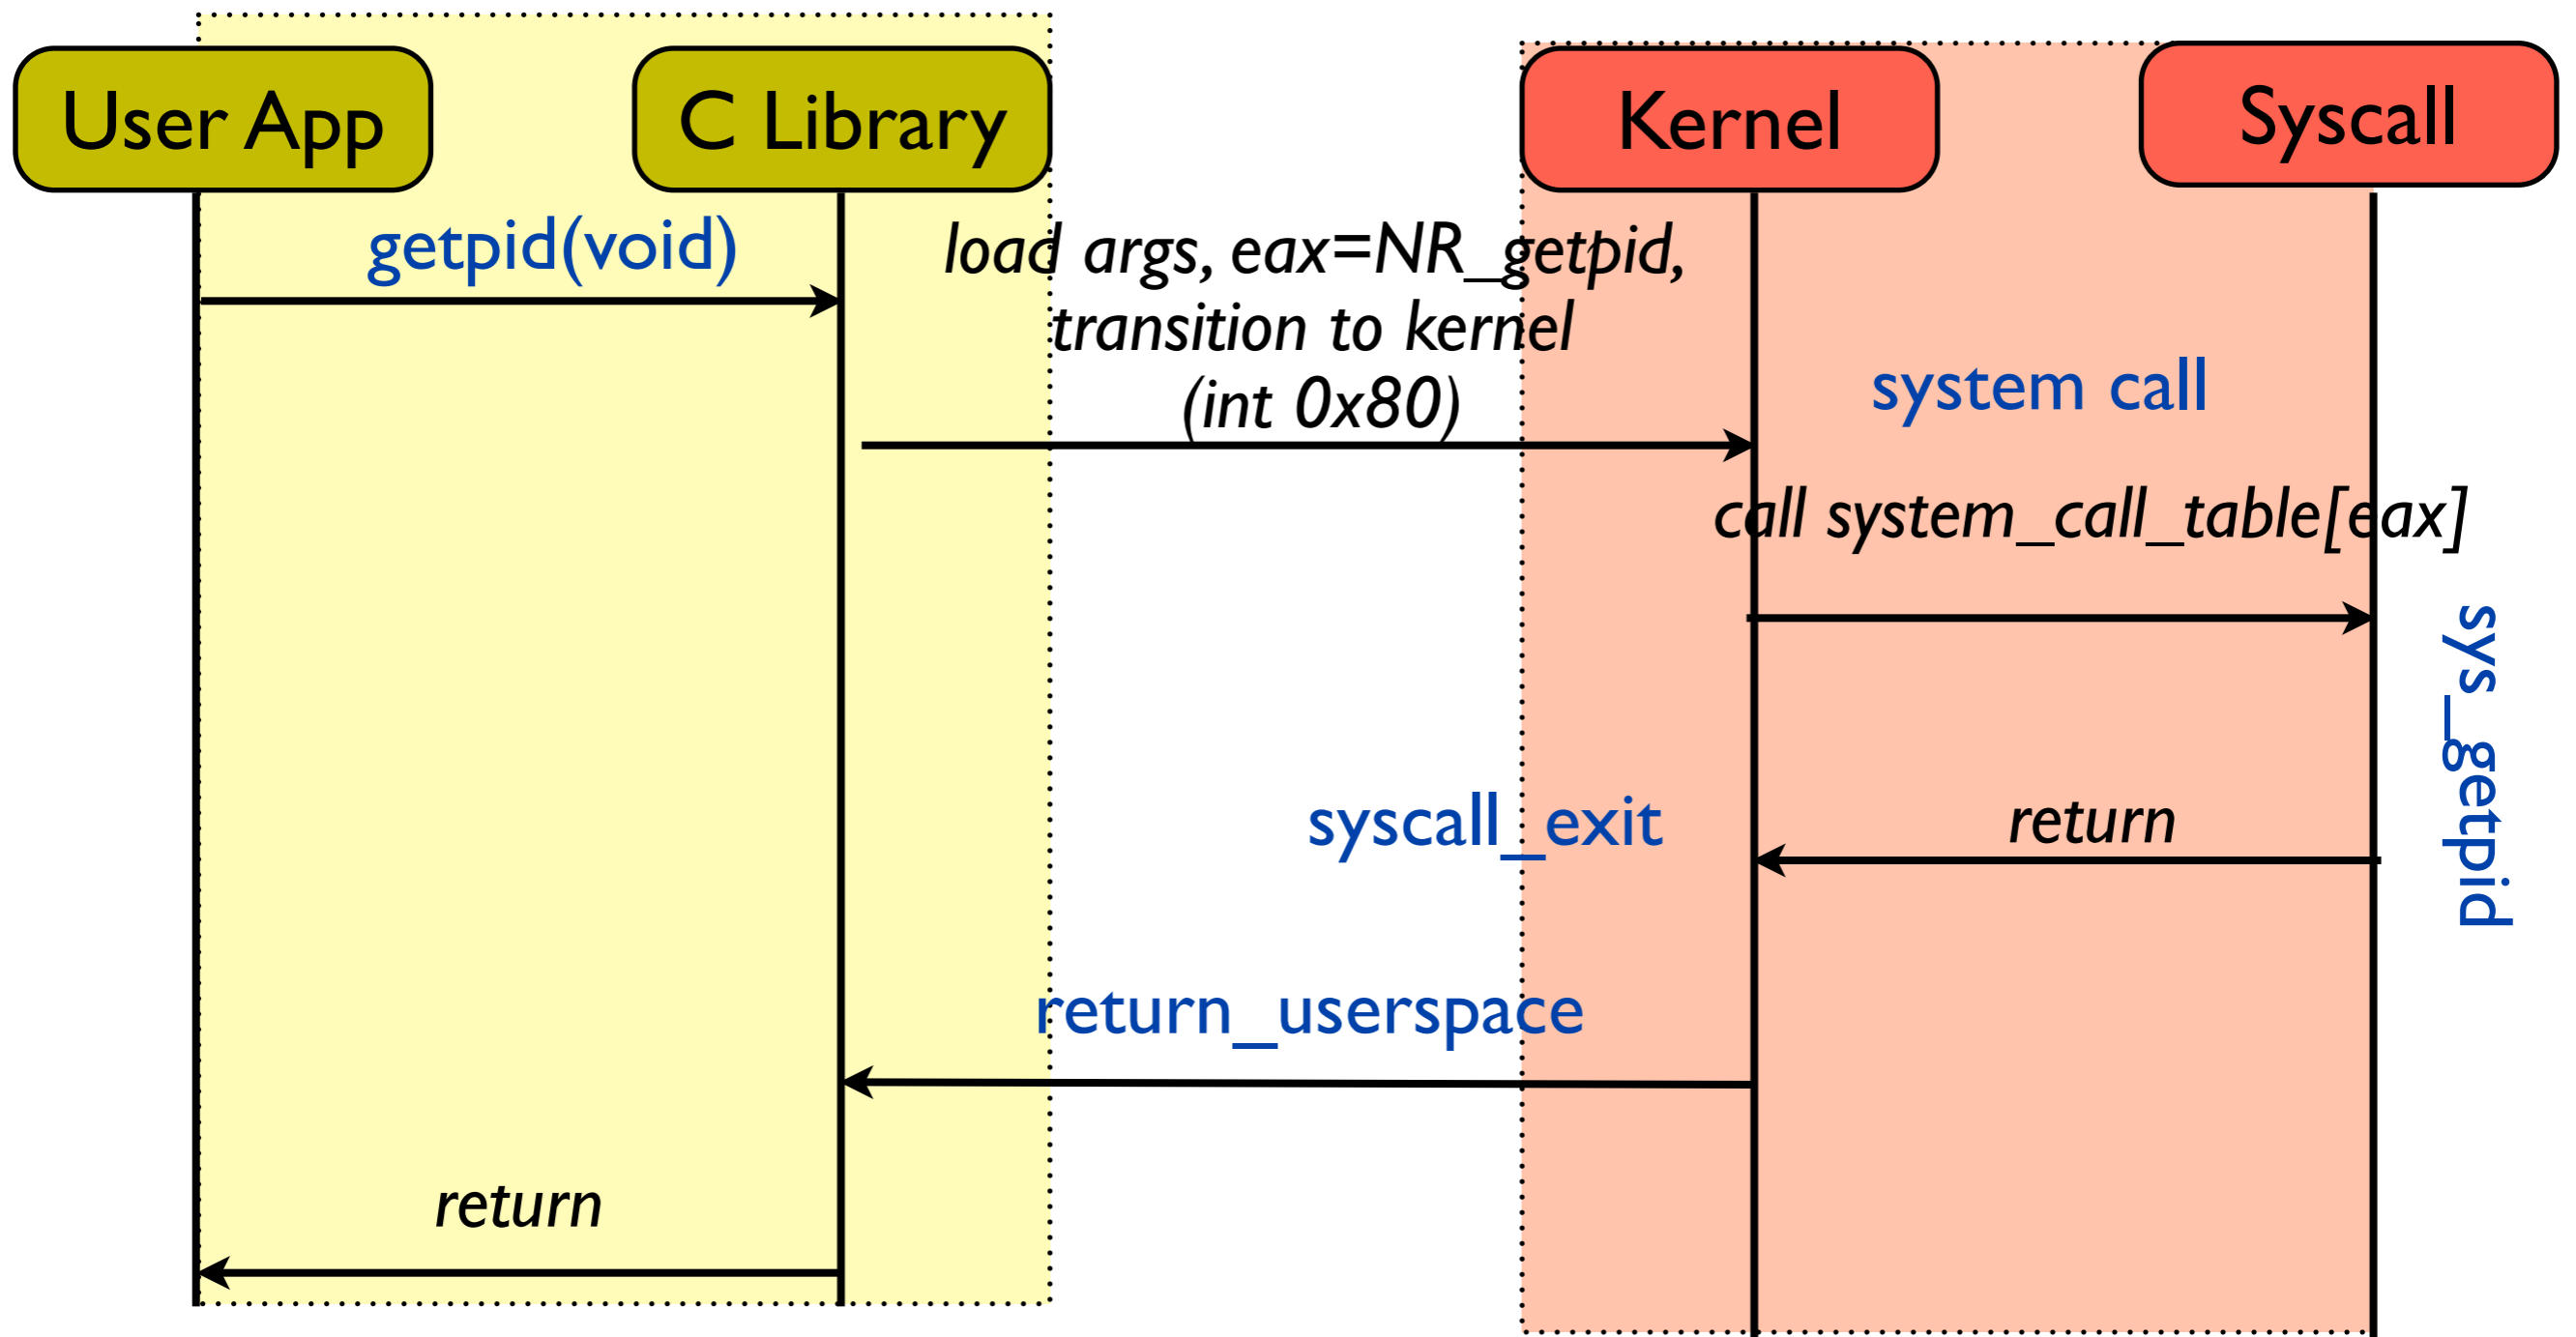 User App
C Library
Kernel
Syscall
getpid(void)
load args, eax=NR_getpid,
transition to kernel
(int 0x80)
system call
call system_call_table[eax]
sys_getpid
syscall_exit
return
return_userspace
return